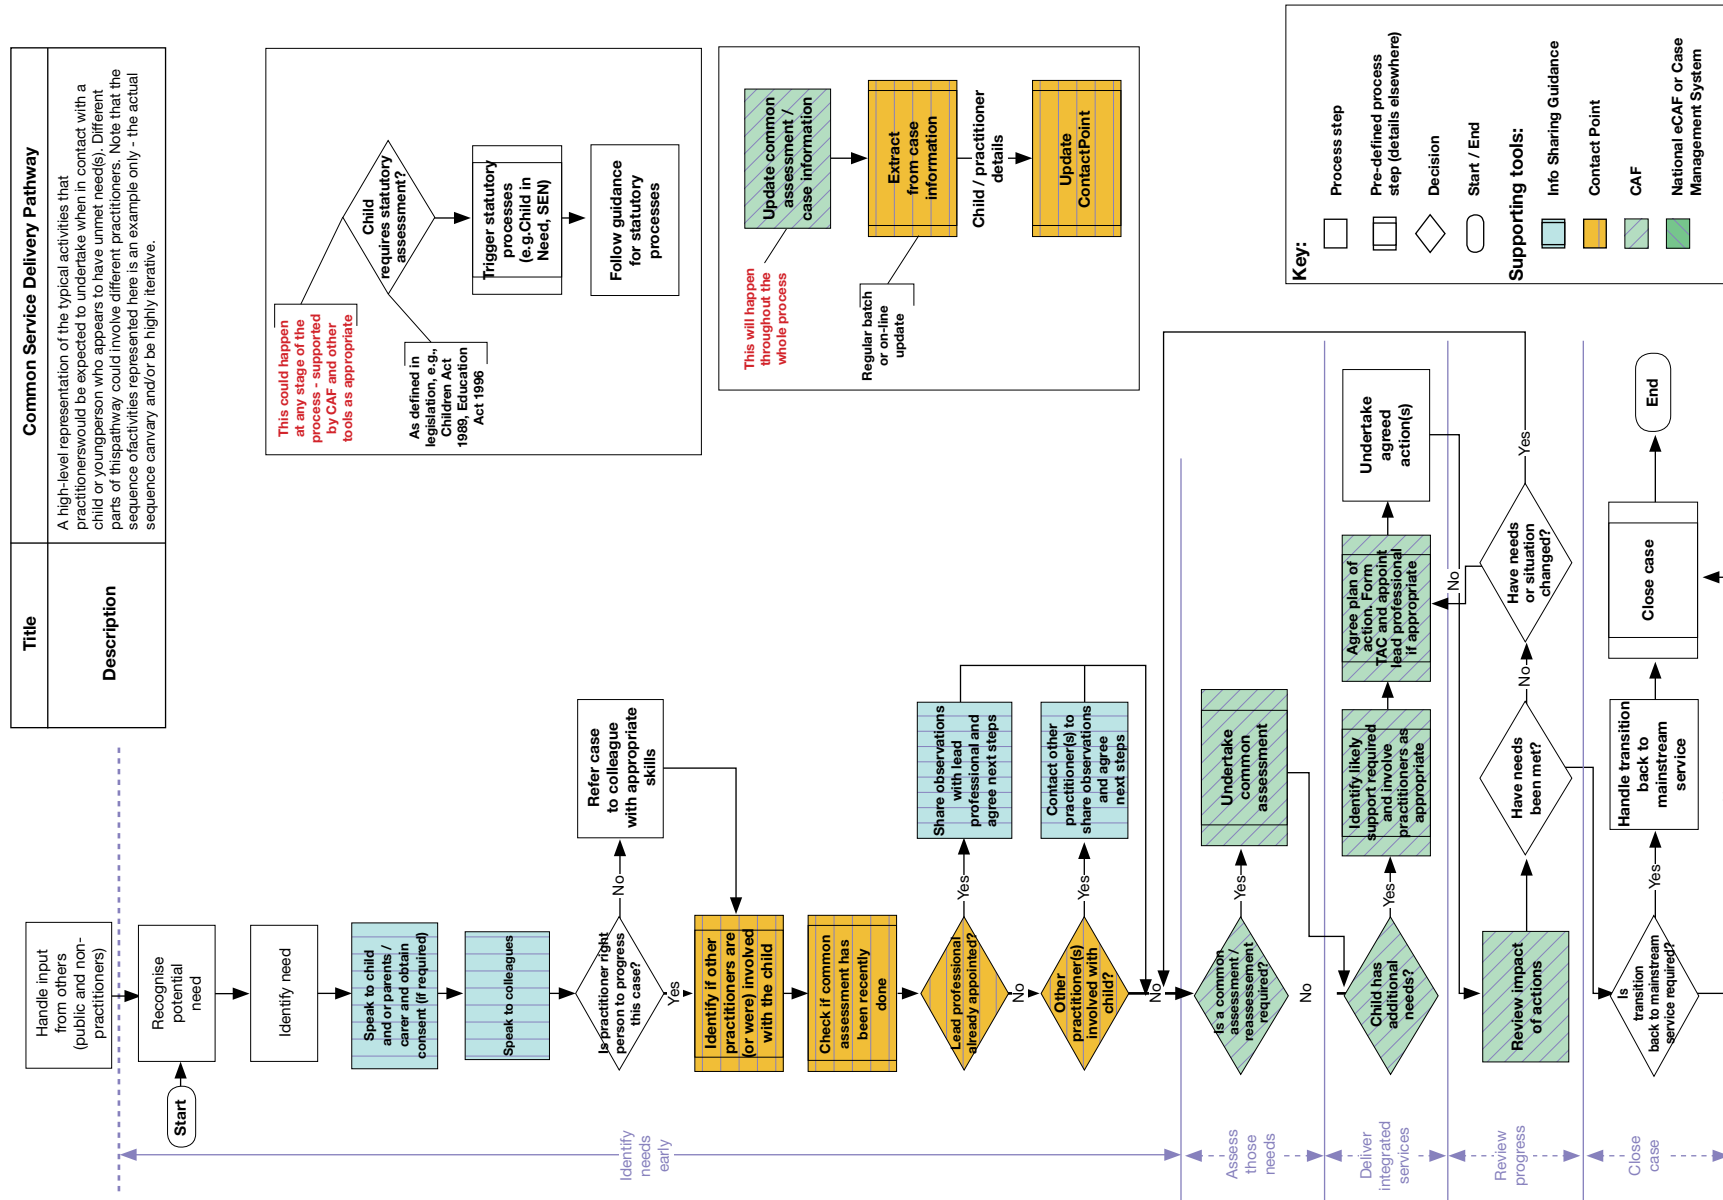 Title
Common Service Delivery Pathway
Description
A high-level representation of the typical activities that
practitionerswould be expected to undertake when in contact with a
child or youngperson who appears to have unmet need(s). Different
parts of thispathway could involve different practitioners. Note that the
sequence ofactivities represented here is an example only - the actual
sequence canvary and/or be highly iterative.
Handle input
from others
(public and non-
practitioners)
Start
Recognise
potential
need
Identify need
Speak to child
and/or parents /
carer and obtain
consent (if required)
Speak to colleagues
Is practitioner right
person to progress
this case?
No
Yes
Refer case
to colleague
with appropriate
skills
Identify if other
practitioners are
(or were) involved
with the child
Check if common
assessment has
been recently
done
Lead professional
already appointed?
Yes
No
Share observations
with lead
professional and
agree next steps
Other
practitioner(s)
involved with
child?
Yes
No
Contact other
practitioner(s) to
share observations
and agree
next steps
Identify
needs
early
Is a common
assessment /
reassessment
required?
Yes
No
Undertake
common
assessment
Assess
those
needs
Child has
additional
needs?
Yes
Identify likely
support required
and involve
practitioners as
appropriate
Agree plan of
action. Form
TAC and appoint
lead professional
if appropriate
Undertake
agreed
action(s)
Deliver
integrated
services
Review impact
of actions
Have needs
been met?
No
Have needs
or situation
changed?
No
Yes
Review
progress
Is
transition
back to mainstream
service required?
Yes
Handle transition
back to
mainstream
service
Close case
End
Close
case
This could happen
at any stage of the
process - supported
by CAF and other
tools as appropriate
Child
requires statutory
assessment?
As defined in
legislation, e.g.,
Children Act
1989, Education
Act 1996
Trigger statutory
processes
(e.g.Child in
Need, SEN)
Follow guidance
for statutory
processes
This will happen
throughout the
whole process
Update common
assessment /
case information
Regular batch
or on-line
update
Extract
from case
information
Child / practitioner
details
Update
ContactPoint
Key:
Process step
Pre-defined process
step (details elsewhere)
Decision
Start / End
Supporting tools:
Info Sharing Guidance
Contact Point
CAF
National eCAF or Case
Management System